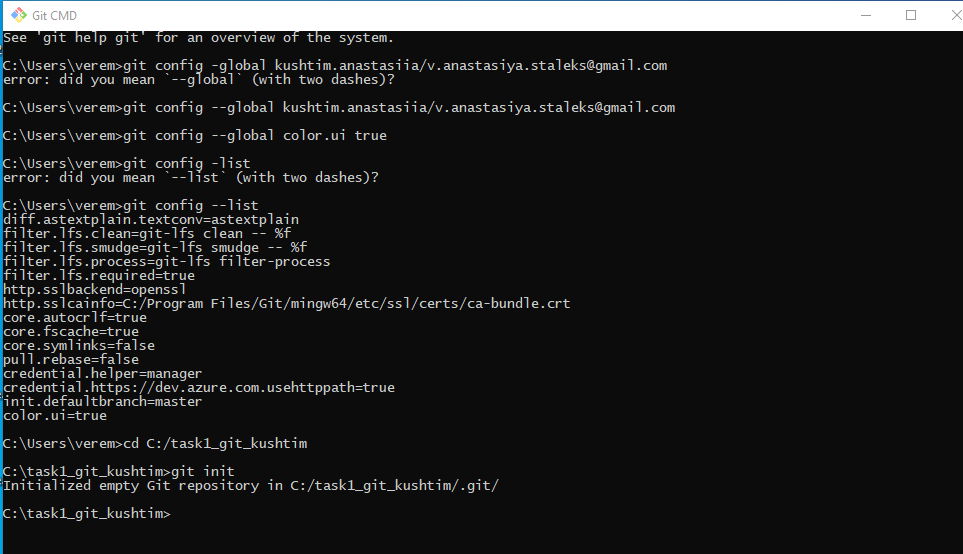 Git CMD
See 'git help git' for an overview of the system.
C:\Users\verem>git config -global kushtim.anastasiia/v.anastasiya.staleks@gmail.com
error: did you mean `--global` (with two dashes)?
C:\Users\verem>git config --global kushtim.anastasiia/v.anastasiya.staleks@gmail.com
C:\Users\verem>git config --global color.ui true
C:\Users\verem>git config -list
error: did you mean `--list` (with two dashes)?
C:\Users\verem>git config --list
diff.astextplain.textconv=astextplain
filter.lfs.clean=git-lfs clean -- %f
filter.lfs.smudge=git-lfs smudge -- %f
filter.lfs.process=git-lfs filter-process
filter.lfs.required=true
http.sslbackend=openssl
http.sslcainfo=C:/Program Files/Git/mingw64/etc/ssl/certs/ca-bundle.crt
core.autocrlf=true
core.fscache=true
core.symlinks=false
pull.rebase=false
credential.helper=manager
credential.https://dev.azure.com.usehttppath=true
init.defaultbranch=master
color.ui=true
C:\Users\verem>cd C:/task1_git_kushtim
C:\task1_git_kushtim>git init
Initialized empty Git repository in C:/task1_git_kushtim/.git/
C:\task1_git_kushtim>